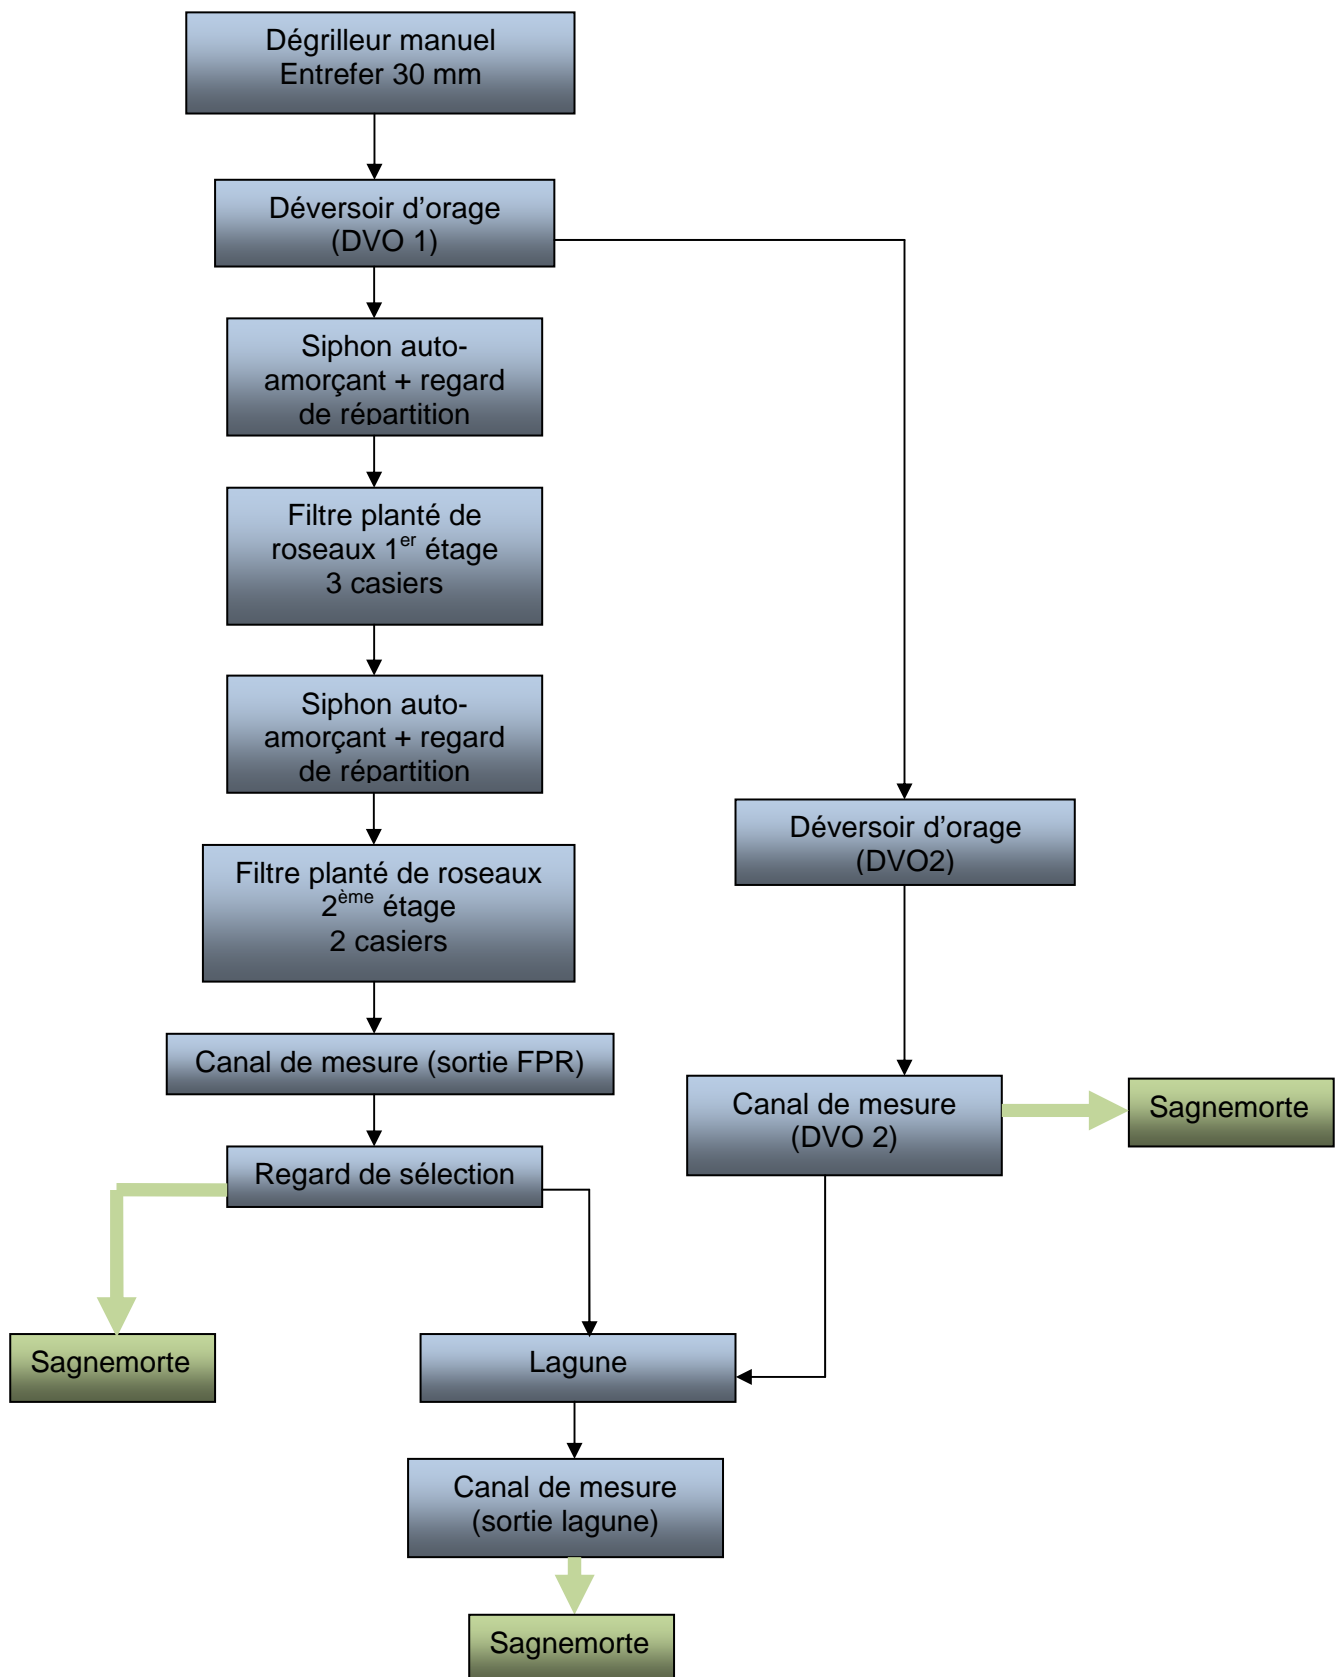 Dégrilleur manuel
Entrefer 30 mm
Déversoir d'orage
(DVO 1)
Siphon auto-
amorçant + regard
de répartition
Filtre planté de
roseaux 1er étage
3 casiers
Siphon auto-
amorçant + regard
de répartition
Déversoir d'orage
(DVO2)
Filtre planté de roseaux
2ème étage
2 casiers
Canal de mesure (sortie FPR)
Canal de mesure
(DVO 2)
Sagnemorte
Regard de sélection
Sagnemorte
Lagune
Canal de mesure
(sortie lagune)
Sagnemorte